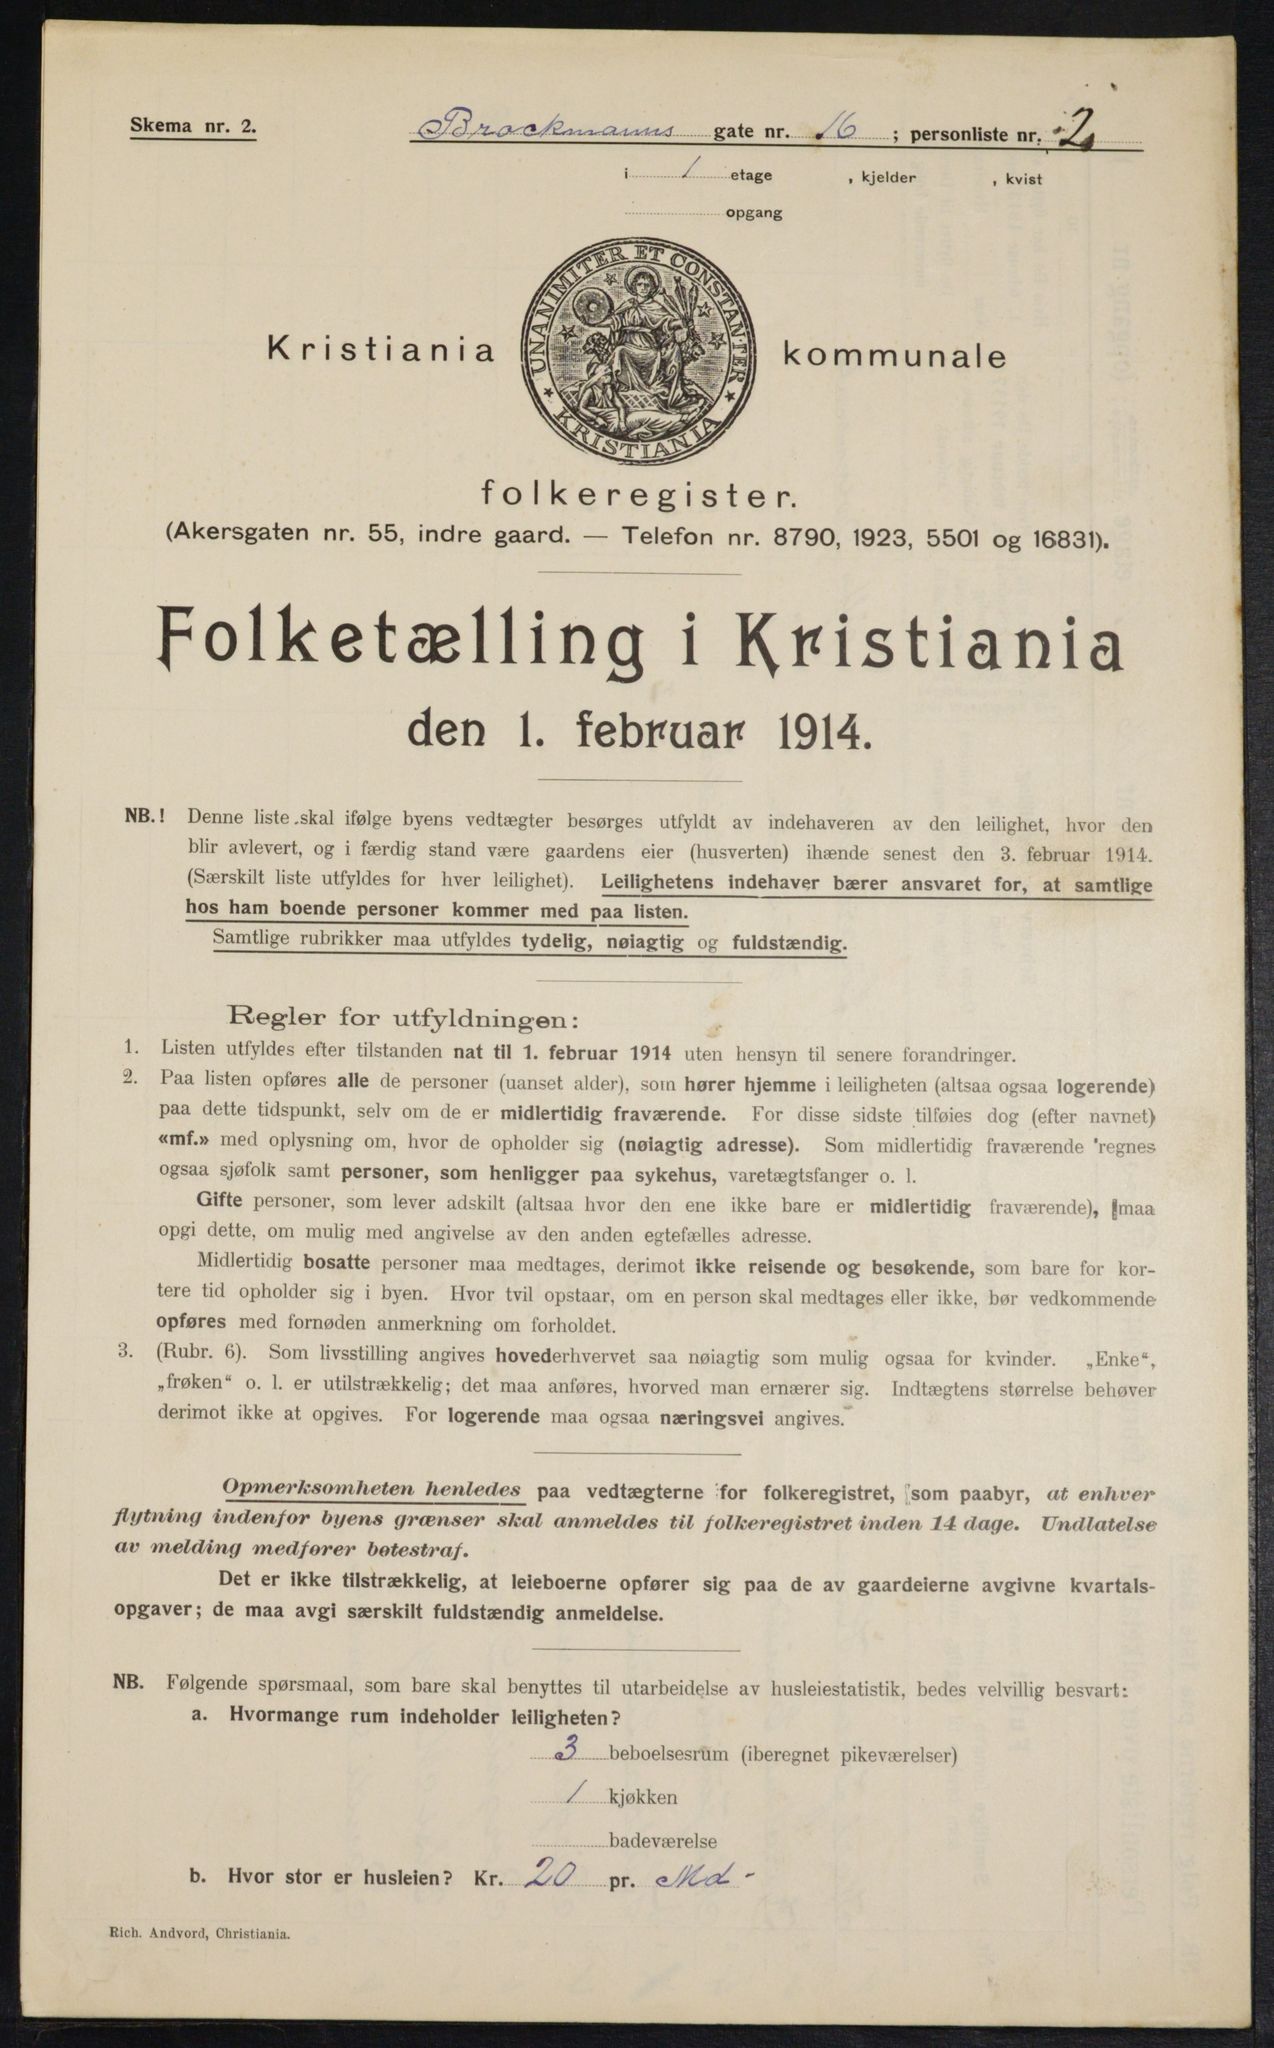 Skema nr. 2.
Brockmanns gate nr. 16 ; personliste nr. 2
i 1 etage , kjelder , kvist
opgang
UNANIMITER ET CONSTANTER
KRISTIANIA
Kristiania kommunale
folkeregister.
(Akersgaten nr. 55, indre gaard. — Telefon nr. 8790, 1923, 5501 og 16831).
Folketælling i Kristiania
den 1. februar 1914.
NB.! Denne liste skal ifølge byens vedtægter besørges utfyldt av indehaveren av den leilighet, hvor den
blir avlevert, og i færdig stand være gaardens eier (husverten) ihænde senest den 3. februar 1914.
(Særskilt liste utfyldes for hver leilighet). Leilighetens indehaver bærer ansvaret for, at samtlige
hos ham boende personer kommer med paa listen.
Samtlige rubrikker maa utfyldes tydelig, nøiagtig og fuldstændig.
Regler for utfyldningen:
1. Listen utfyldes efter tilstanden nat til 1. februar 1914 uten hensyn til senere forandringer.
2. Paa listen opføres alle de personer (uanset alder), som hører hjemme i leiligheten (altsaa ogsaa logerende)
paa dette tidspunkt, selv om de er midlertidig fraværende. For disse sidste tilføies dog (efter navnet)
«mf.» med oplysning om, hvor de opholder sig (nøiagtig adresse). Som midlertidig fraværende regnes
ogsaa sjøfolk samt personer, som henligger paa sykehus, varetægtsfanger o. l.
Gifte personer, som lever adskilt (altsaa hvor den ene ikke bare er midlertidig fraværende), maa
opgi dette, om mulig med angivelse av den anden egtefælles adresse.
Midlertidig bosatte personer maa medtages, derimot ikke reisende og besøkende, som bare for kor-
tere tid opholder sig i byen. Hvor tvil opstaar, om en person skal medtages eller ikke, bør vedkommende
opføres med fornøden anmerkning om forholdet.
3. (Rubr. 6). Som livsstilling angives hovederhvervet saa nøiagtig som mulig ogsaa for kvinder. „Enke“,
„frøken“ o. l. er utilstrækkelig; det maa anføres, hvorved man ernærer sig. Indtægtens størrelse behøver
derimot ikke at opgives. For logerende maa ogsaa næringsvei angives.
Opmerksomheten henledes paa vedtægterne for folkeregistret, som paabyr, at enhver
flytning indenfor byens grænser skal anmeldes til folkeregistret inden 14 dage. Undlatelse
av melding medfører bøtestraf.
Det er ikke tilstrækkelig, at leieboerne opfører sig paa de av gaardeierne avgivne kvartals-
opgaver; de maa avgi særskilt fuldstændig anmeldelse.
NB. Følgende spørsmaal, som bare skal benyttes til utarbeidelse av husleiestatistik, bedes velvillig besvart:
a. Hvormange rum indeholder leiligheten?
3 beboelsesrum (iberegnet pikeværelser)
1 kjøkken
badeværelse
b. Hvor stor er husleien? Kr. 20 pr. Md-
Rich. Andvord, Christiania.